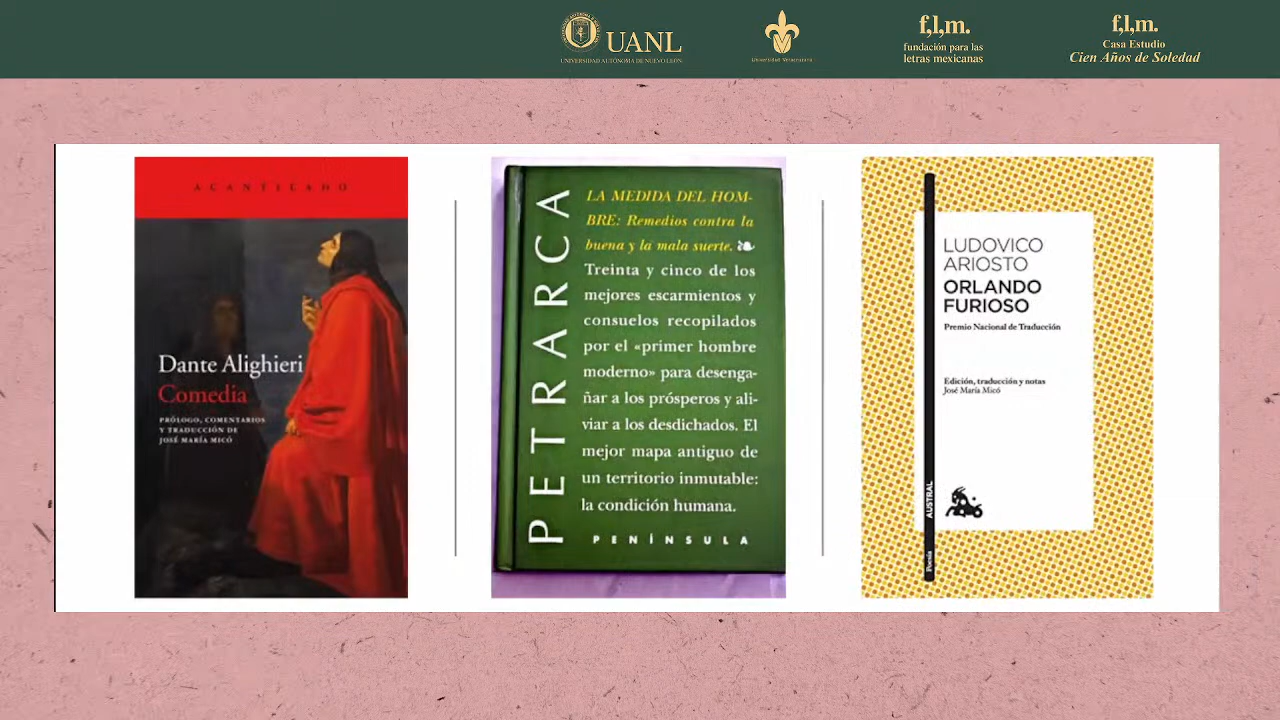 UANL
UNIVERSIDAD AUTÓNOMA DE NUEVO LEÓN
Universidad Veracruzana
f,l,m.
fundación para las
letras mexicanas
f,l,m.
Casa Estudio
Cien Años de Soledad
ACANTILADO
Dante Alighieri
Comedia
PRÓLOGO, COMENTARIOS
Y TRADUCCIÓN DE
JOSÉ MARÍA MICÓ
PETRARCA
LA MEDIDA DEL HOM-
BRE: Remedios contra la
buena y la mala suerte.
Treinta y cinco de los
mejores escarmientos y
consuelos recopilados
por el «primer hombre
moderno» para desenga-
ñar a los prósperos y ali-
viar a los desdichados. El
mejor mapa antiguo de
un territorio inmutable:
la condición humana.
PENÍNSULA
LUDOVICO
ARIOSTO
ORLANDO
FURIOSO
Premio Nacional de Traducción
Edición, traducción y notas
José María Micó
AUSTRAL
Poesía